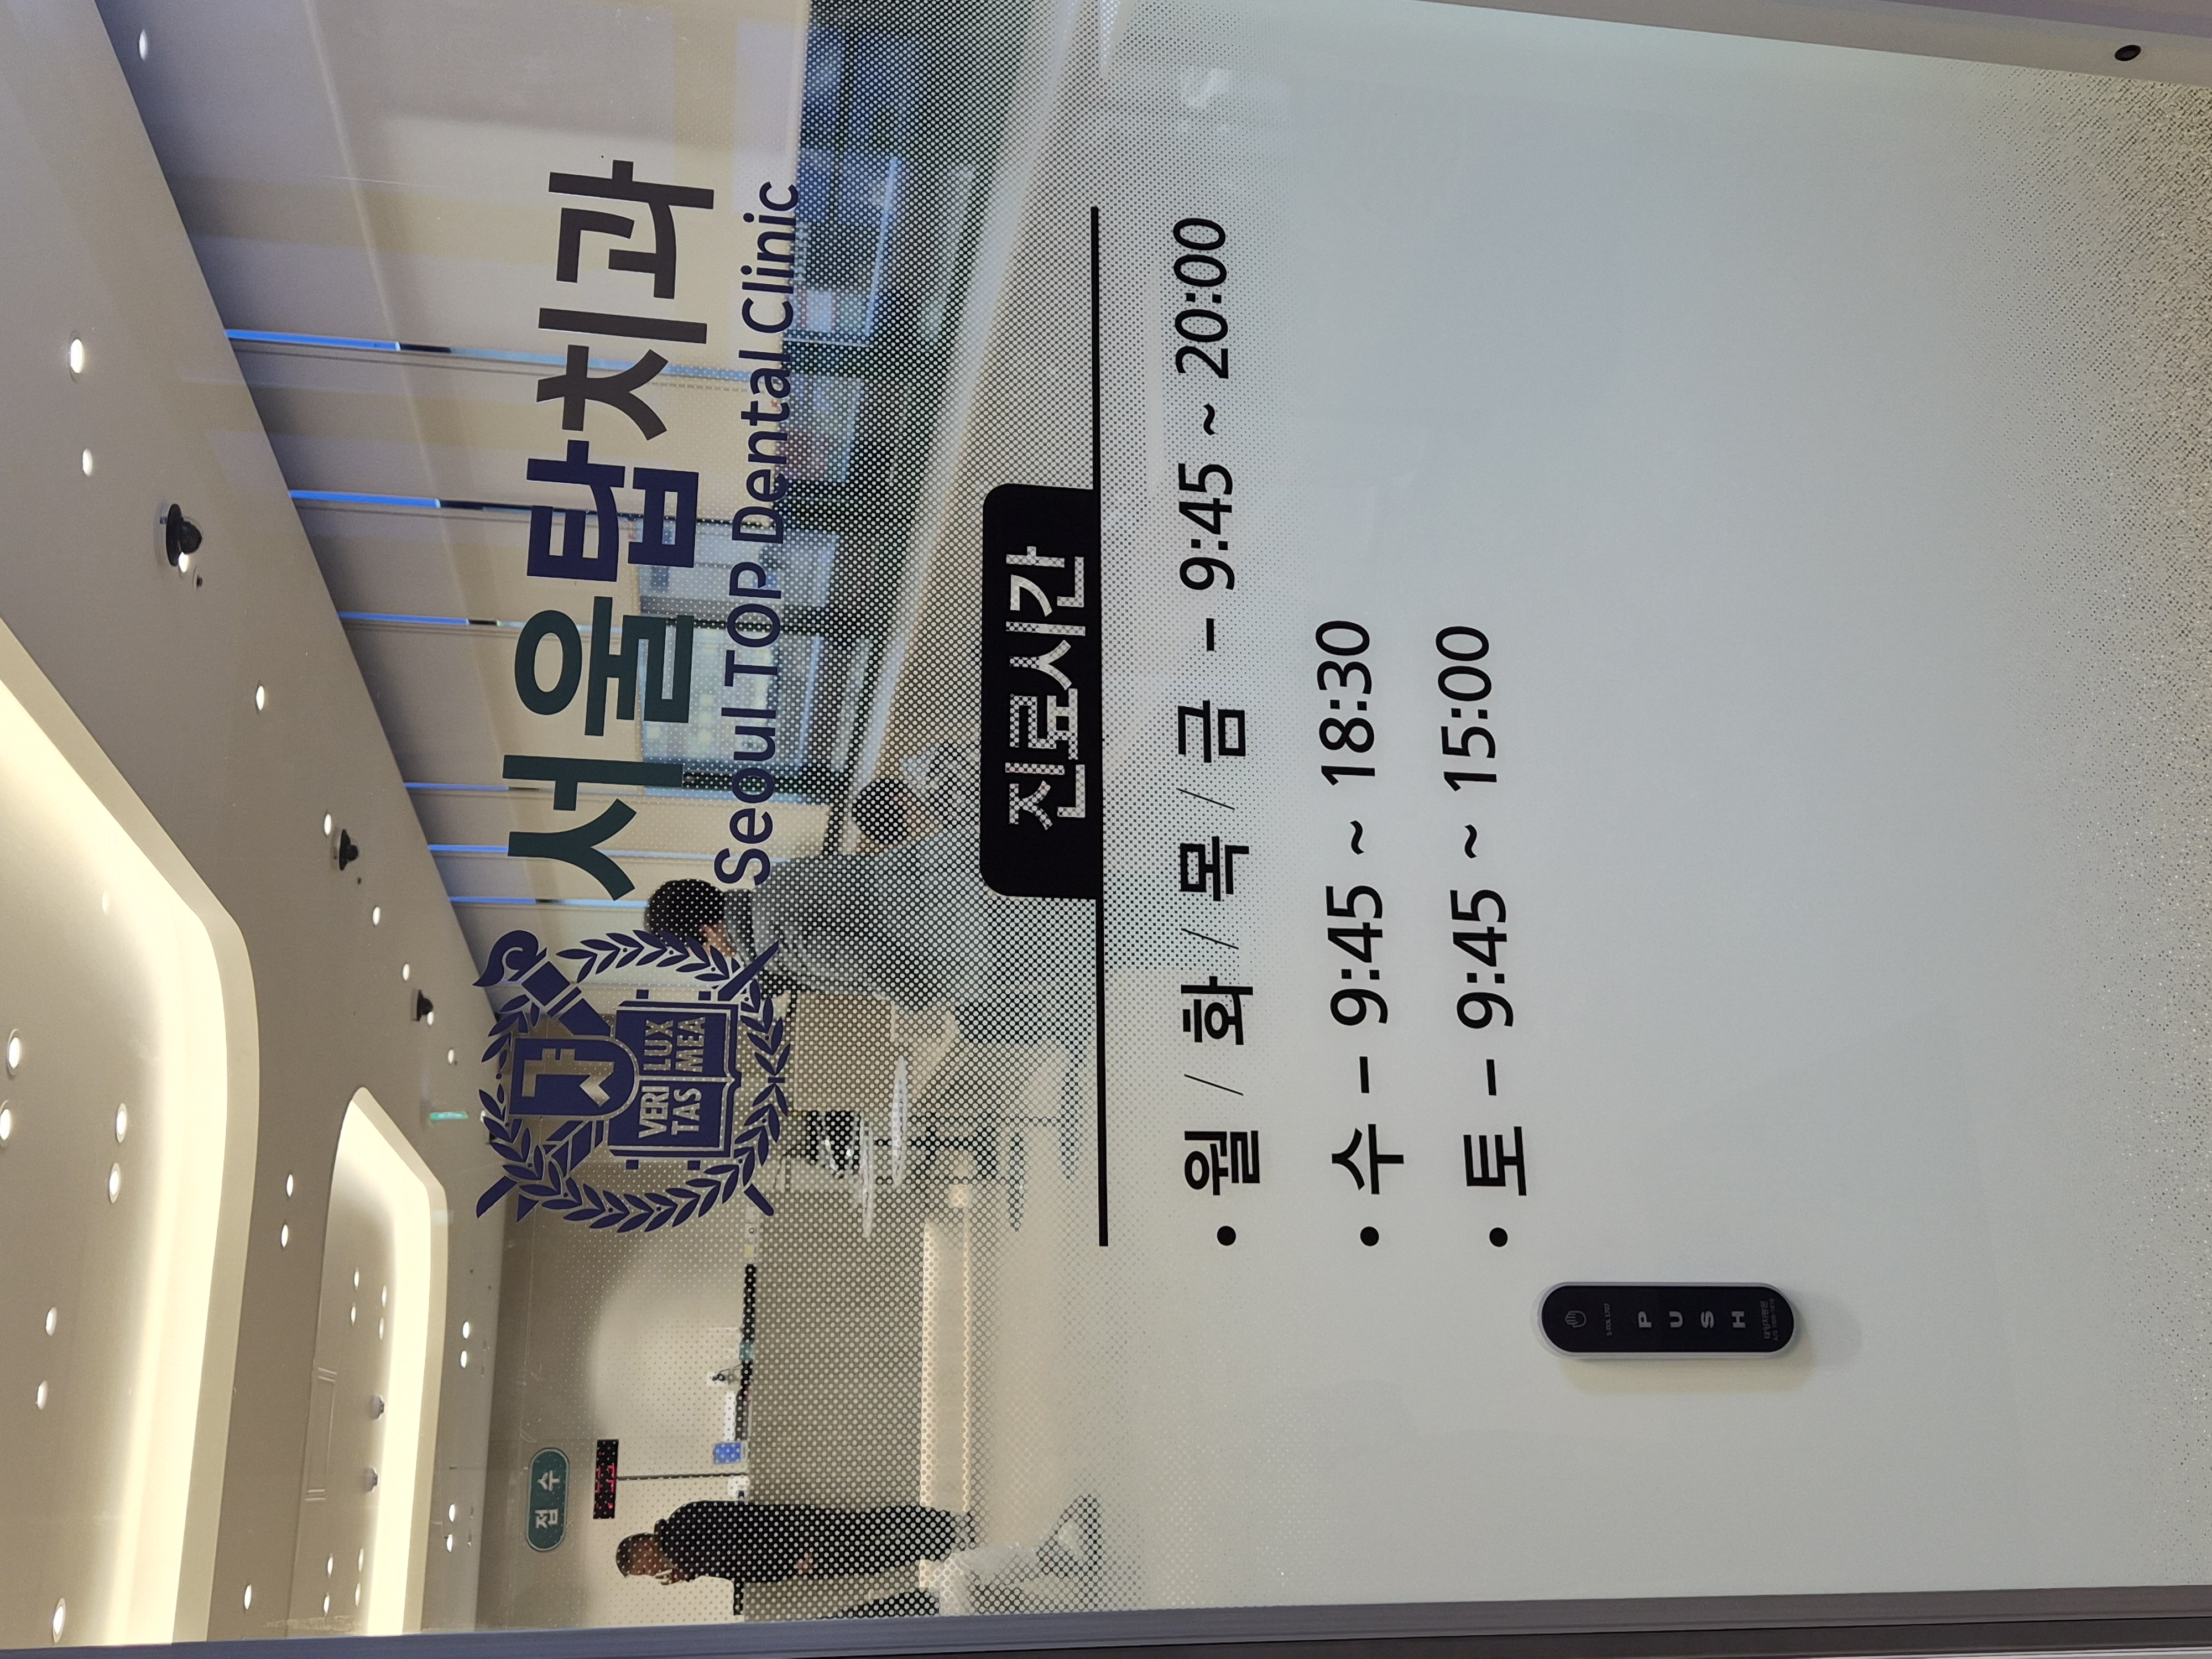 서울탑치과
Seoul TOP Dental Clinic
VERI LUX
TAS MEA
진료시간
• 월 / 화 / 목 / 금 - 9:45 ~ 20:00
• 수 - 9:45 ~ 18:30
• 토 - 9:45 ~ 15:00
접수
PUSH